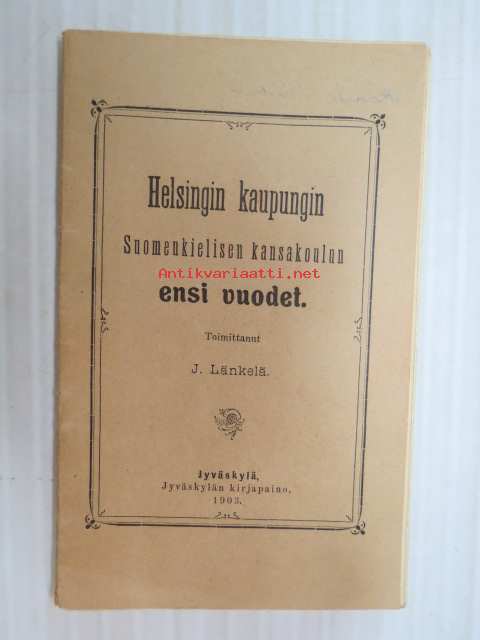 Helsingin kaupungin
Suomenkielisen kansakoulun
Antikvariaatti.net
ensi vuodet.
Toimittanut
J. Länkelä.
Jyväskylä,
Jyväskylän kirjapaino,
1903.